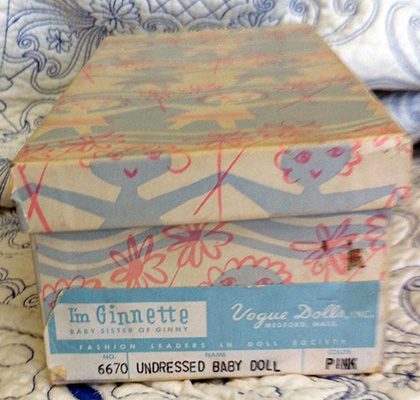 I'm Ginnette
BABY SISTER OF GINNY
Vogue Dolls, INC.
MEDFORD, MASS.
FASHION LEADERS IN DOLL SOCIETY
NO. NAME COLOR
6670 UNDRESSED BABY DOLL PINK